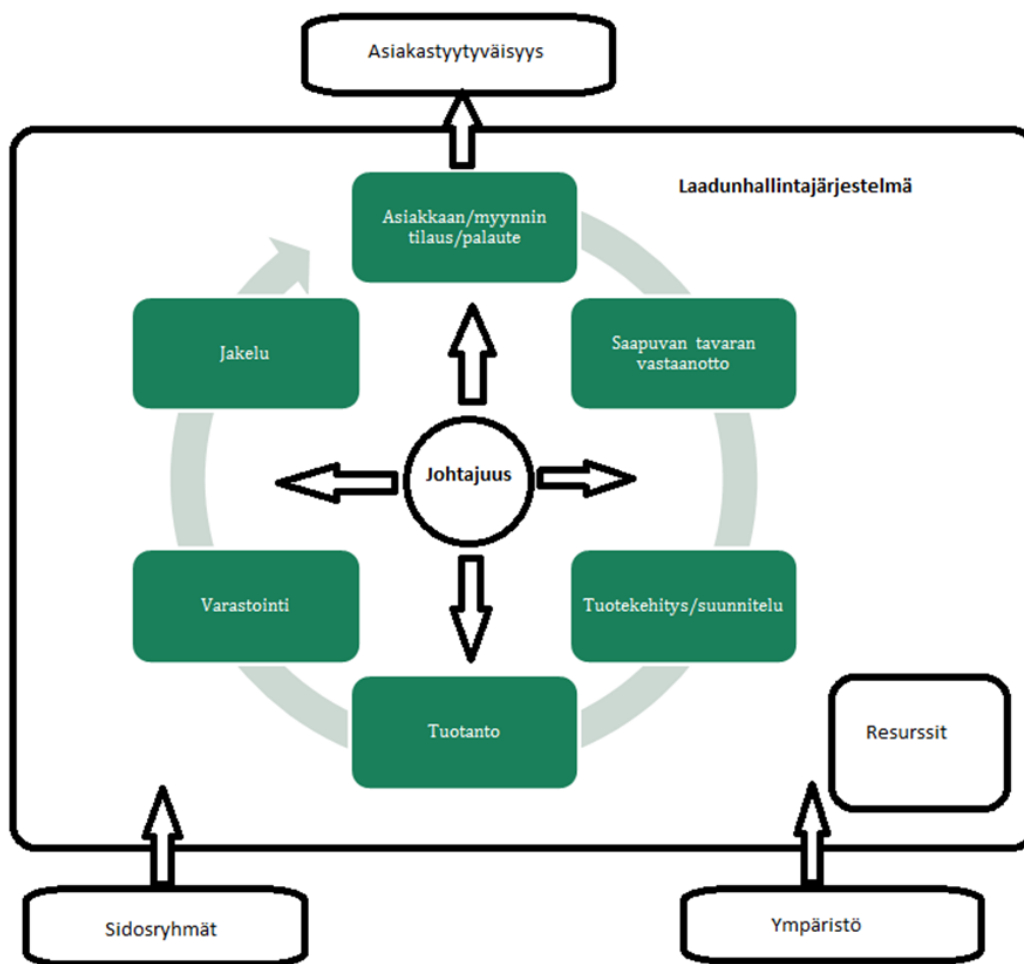 Asiakastyytyväisyys
Laadunhallintajärjestelmä
Asiakkaan/myynnin
tilaus/palaute
Jakelu
Saapuvan tavaran
vastaanotto
Johtajuus
Varastointi
Tuotekehitys/suunnitelu
Tuotanto
Resurssit
Sidosryhmät
Ympäristö